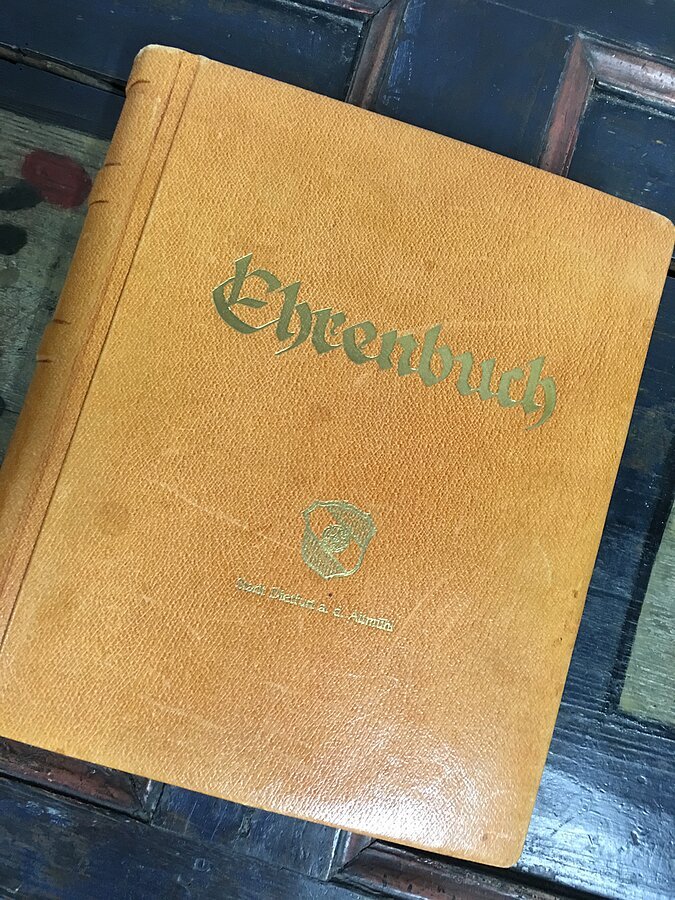 Ehrenbuch
Stadt Dietfurt a. d. Altmühl